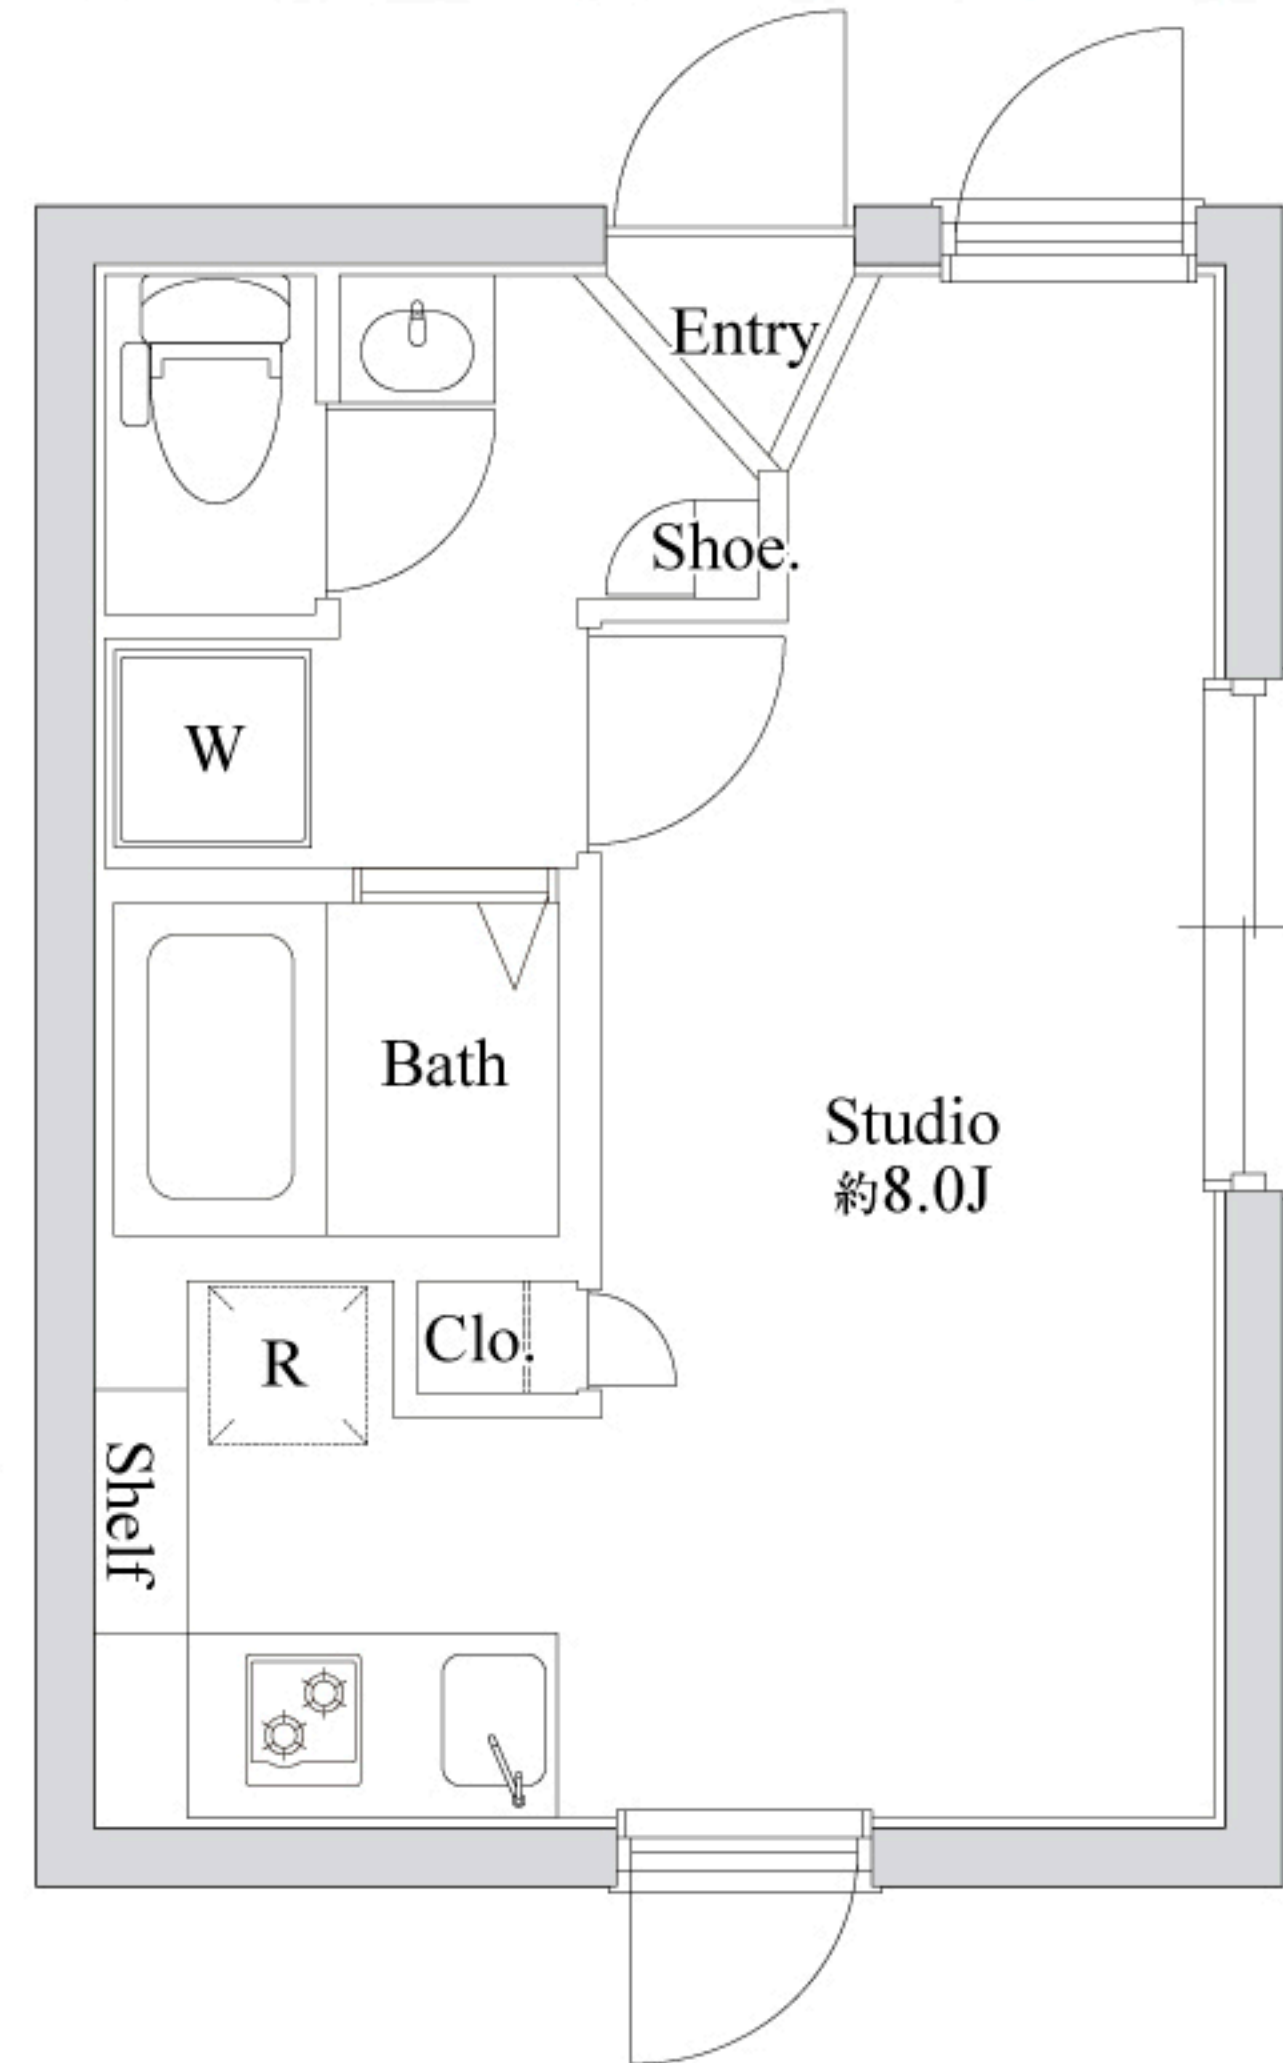 Entry
Shoe.
W
Bath
Studio
約8.0J
Clo.
R
Shelf